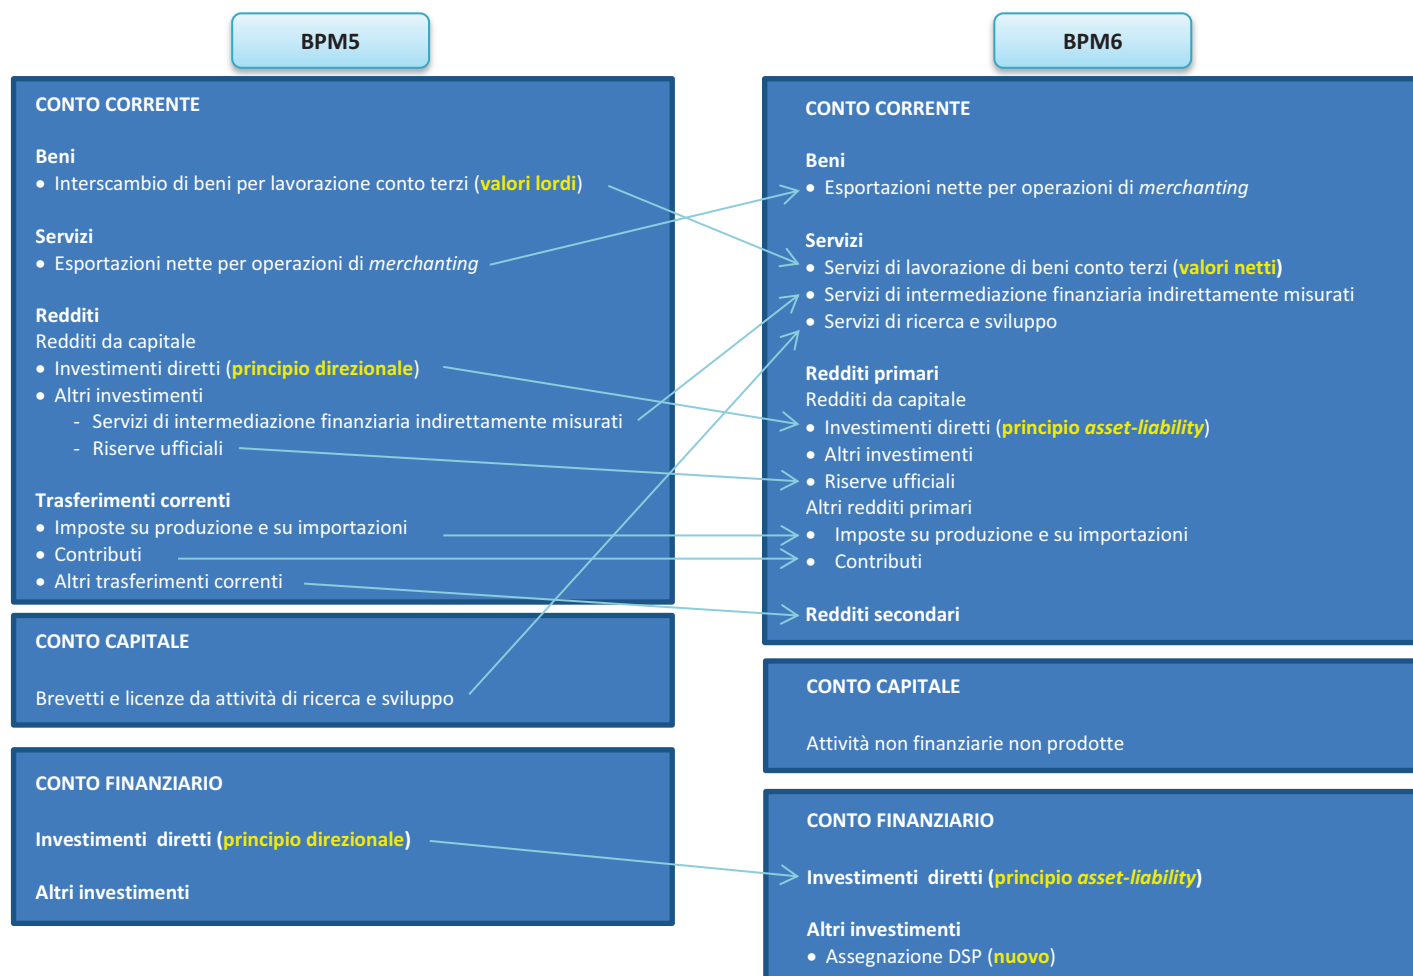 BPM5
CONTO CORRENTE
Beni
• Interscambio di beni per lavorazione conto terzi (valori lordi)
Servizi
• Esportazioni nette per operazioni di merchanting
Redditi
Redditi da capitale
• Investimenti diretti (principio direzionale)
• Altri investimenti
- Servizi di intermediazione finanziaria indirettamente misurati
- Riserve ufficiali
Trasferimenti correnti
• Imposte su produzione e su importazioni
• Contributi
• Altri trasferimenti correnti
CONTO CAPITALE
Brevetti e licenze da attività di ricerca e sviluppo
CONTO FINANZIARIO
Investimenti diretti (principio direzionale)
Altri investimenti
BPM6
CONTO CORRENTE
Beni
• Esportazioni nette per operazioni di merchanting
Servizi
• Servizi di lavorazione di beni conto terzi (valori netti)
• Servizi di intermediazione finanziaria indirettamente misurati
• Servizi di ricerca e sviluppo
Redditi primari
Redditi da capitale
• Investimenti diretti (principio asset-liability)
• Altri investimenti
• Riserve ufficiali
Altri redditi primari
• Imposte su produzione e su importazioni
• Contributi
Redditi secondari
CONTO CAPITALE
Attività non finanziarie non prodotte
CONTO FINANZIARIO
Investimenti diretti (principio asset-liability)
Altri investimenti
• Assegnazione DSP (nuovo)